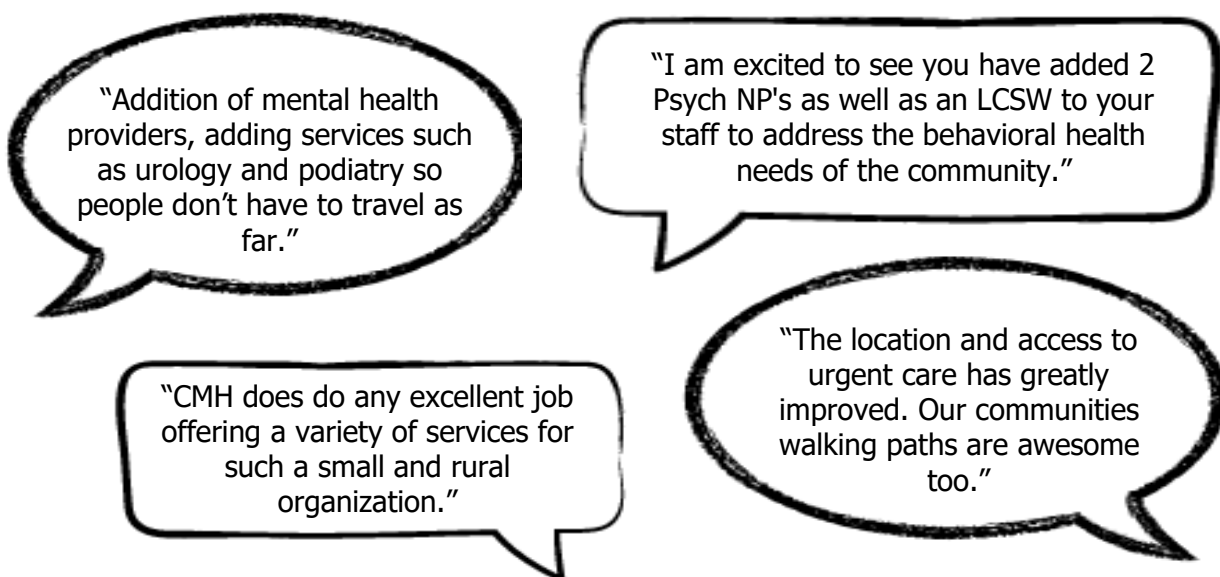 “Addition of mental health
providers, adding services such
as urology and podiatry so
people don’t have to travel as
far.”
“I am excited to see you have added 2
Psych NP's as well as an LCSW to your
staff to address the behavioral health
needs of the community.”
“CMH does do any excellent job
offering a variety of services for
such a small and rural
organization.”
“The location and access to
urgent care has greatly
improved. Our communities
walking paths are awesome
too.”